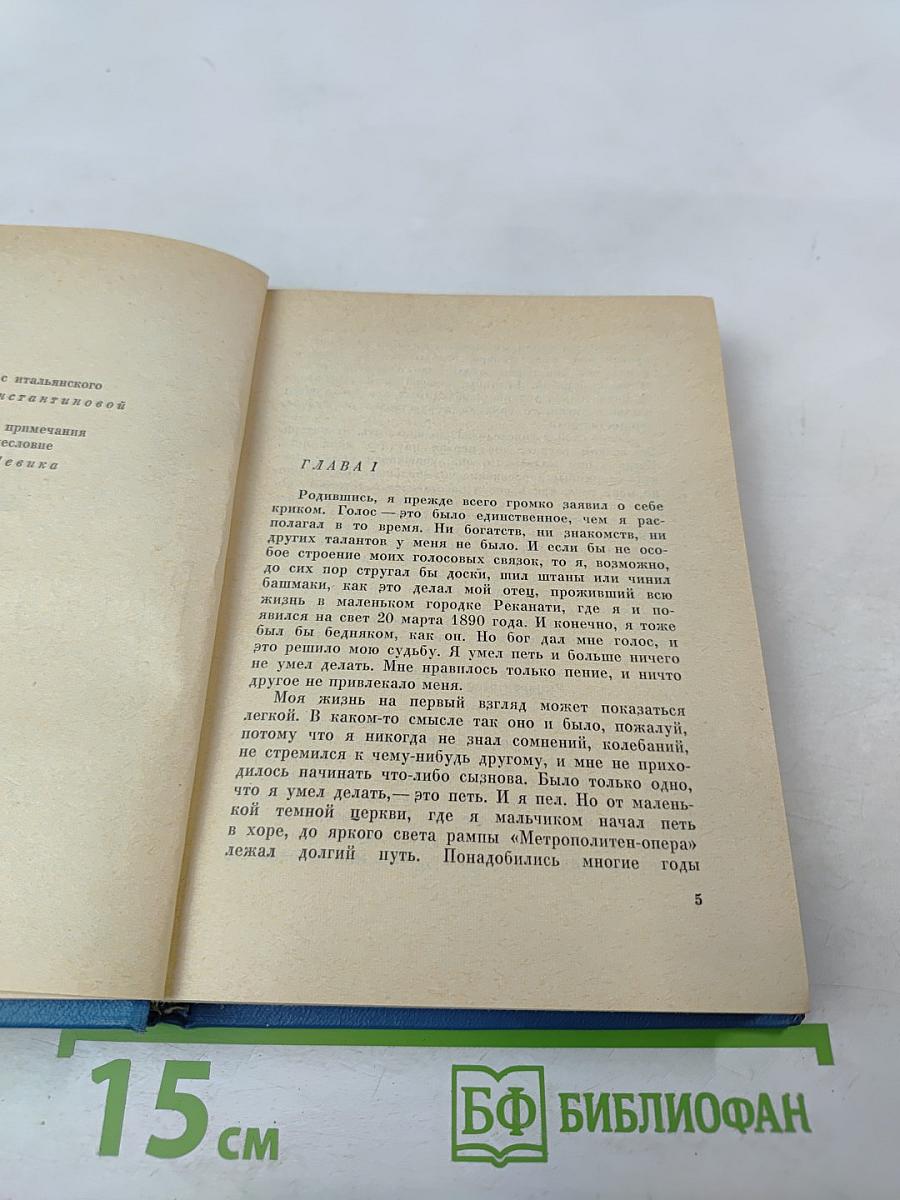 с итальянского
нстантиновой
примечания
есловие
Левика
ГЛАВА I
Родившись, я прежде всего громко заявил о себе
криком. Голос — это было единственное, чем я рас-
полагал в то время. Ни богатств, ни знакомств, ни
других талантов у меня не было. И если бы не осо-
бое строение моих голосовых связок, то я, возможно,
до сих пор стругал бы доски, шил штаны или чинил
башмаки, как это делал мой отец, проживший всю
жизнь в маленьком городке Реканати, где я и по-
явился на свет 20 марта 1890 года. И конечно, я тоже
был бы бедняком, как он. Но бог дал мне голос, и
это решило мою судьбу. Я умел петь и больше ничего
не умел делать. Мне нравилось только пение, и ничто
другое не привлекало меня.
Моя жизнь на первый взгляд может показаться
легкой. В каком-то смысле так оно и было, пожалуй,
потому что я никогда не знал сомнений, колебаний,
не стремился к чему-нибудь другому, и мне не прихо-
дилось начинать что-либо сызнова. Было только одно,
что я умел делать,— это петь. И я пел. Но от малень-
кой темной церкви, где я мальчиком начал петь
в хоре, до яркого света рампы «Метрополитен-опера»
лежал долгий путь. Понадобились многие годы
5
15 см
БФ БИБЛИОФАН